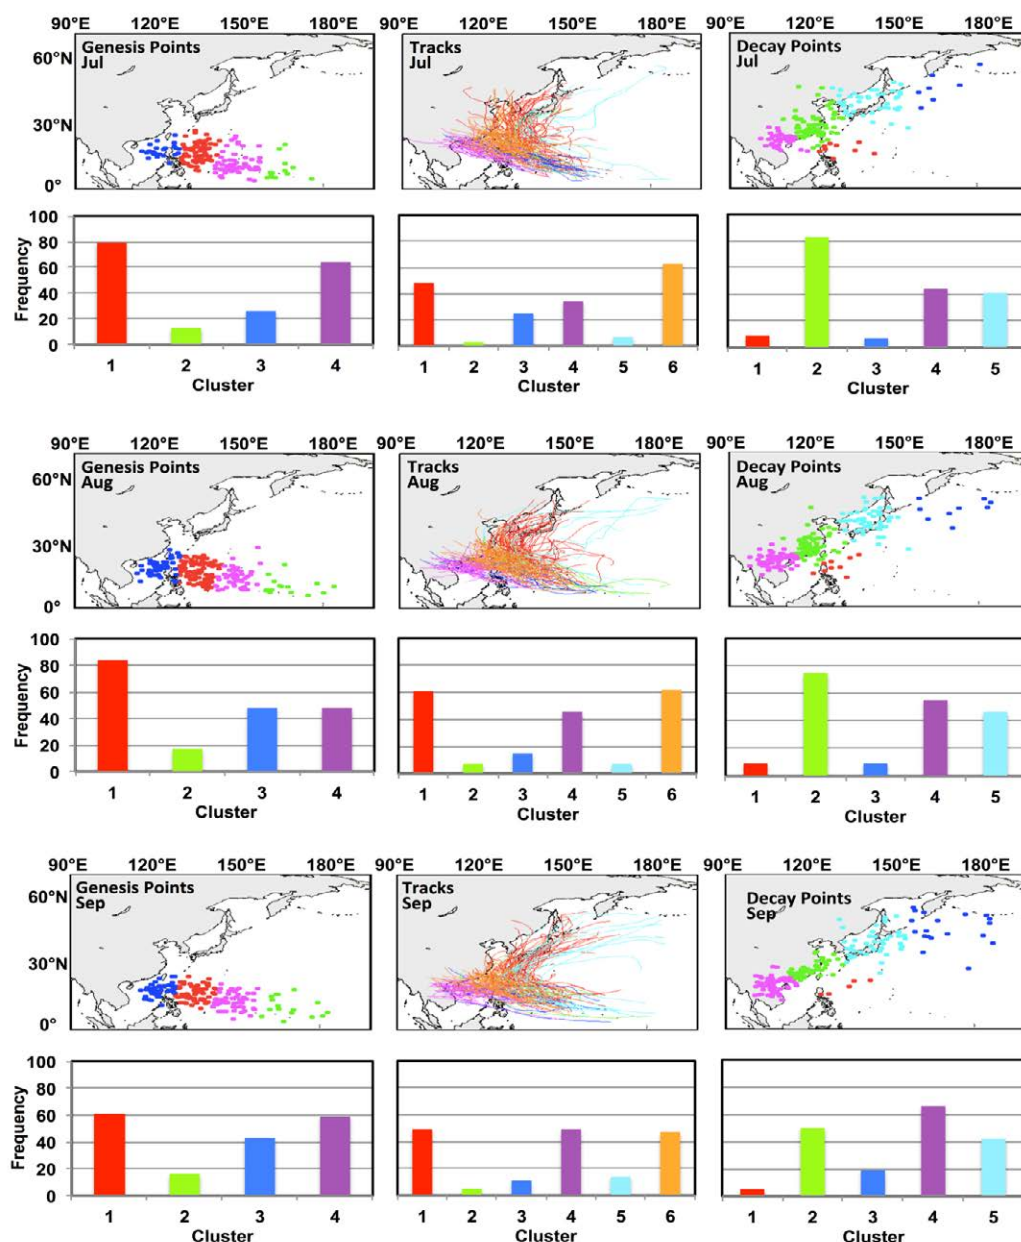 90°E 120°E 150°E 180°E 90°E 120°E 150°E 180°E 90°E 120°E 150°E 180°E
Genesis Points Tracks Decay Points
Jul Jul Jul
60°N
30°N
0°
100
80
60
40
20
0
Frequency
1 2 3 4 1 2 3 4 5 6 1 2 3 4 5
Cluster Cluster Cluster
90°E 120°E 150°E 180°E 90°E 120°E 150°E 180°E 90°E 120°E 150°E 180°E
Genesis Points Tracks Decay Points
Aug Aug Aug
60°N
30°N
0°
100
80
60
40
20
0
Frequency
1 2 3 4 1 2 3 4 5 6 1 2 3 4 5
Cluster Cluster Cluster
90°E 120°E 150°E 180°E 90°E 120°E 150°E 180°E 90°E 120°E 150°E 180°E
Genesis Points Tracks Decay Points
Sep Sep Sep
60°N
30°N
0°
100
80
60
40
20
0
Frequency
1 2 3 4 1 2 3 4 5 6 1 2 3 4 5
Cluster Cluster Cluster